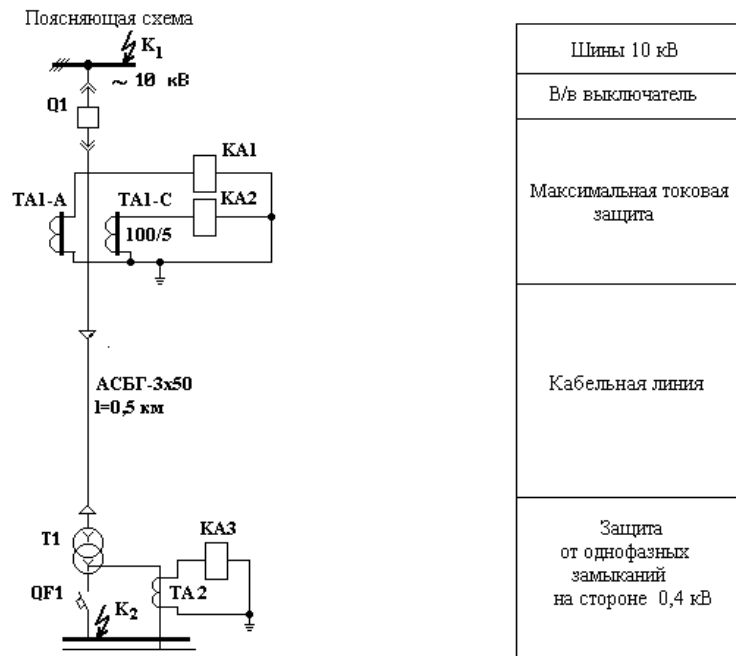 Поясняющая схема
K1
~ 10 кВ
Q1
KA1
TA1-A
TA1-C
KA2
100/5
АСБГ-3х50
l=0,5 км
T1
KA3
QF1
TA2
K2
Шины 10 кВ
В/в выключатель
Максимальная токовая
защита
Кабельная линия
Защита
от однофазных
замыканий
на стороне 0,4 кВ